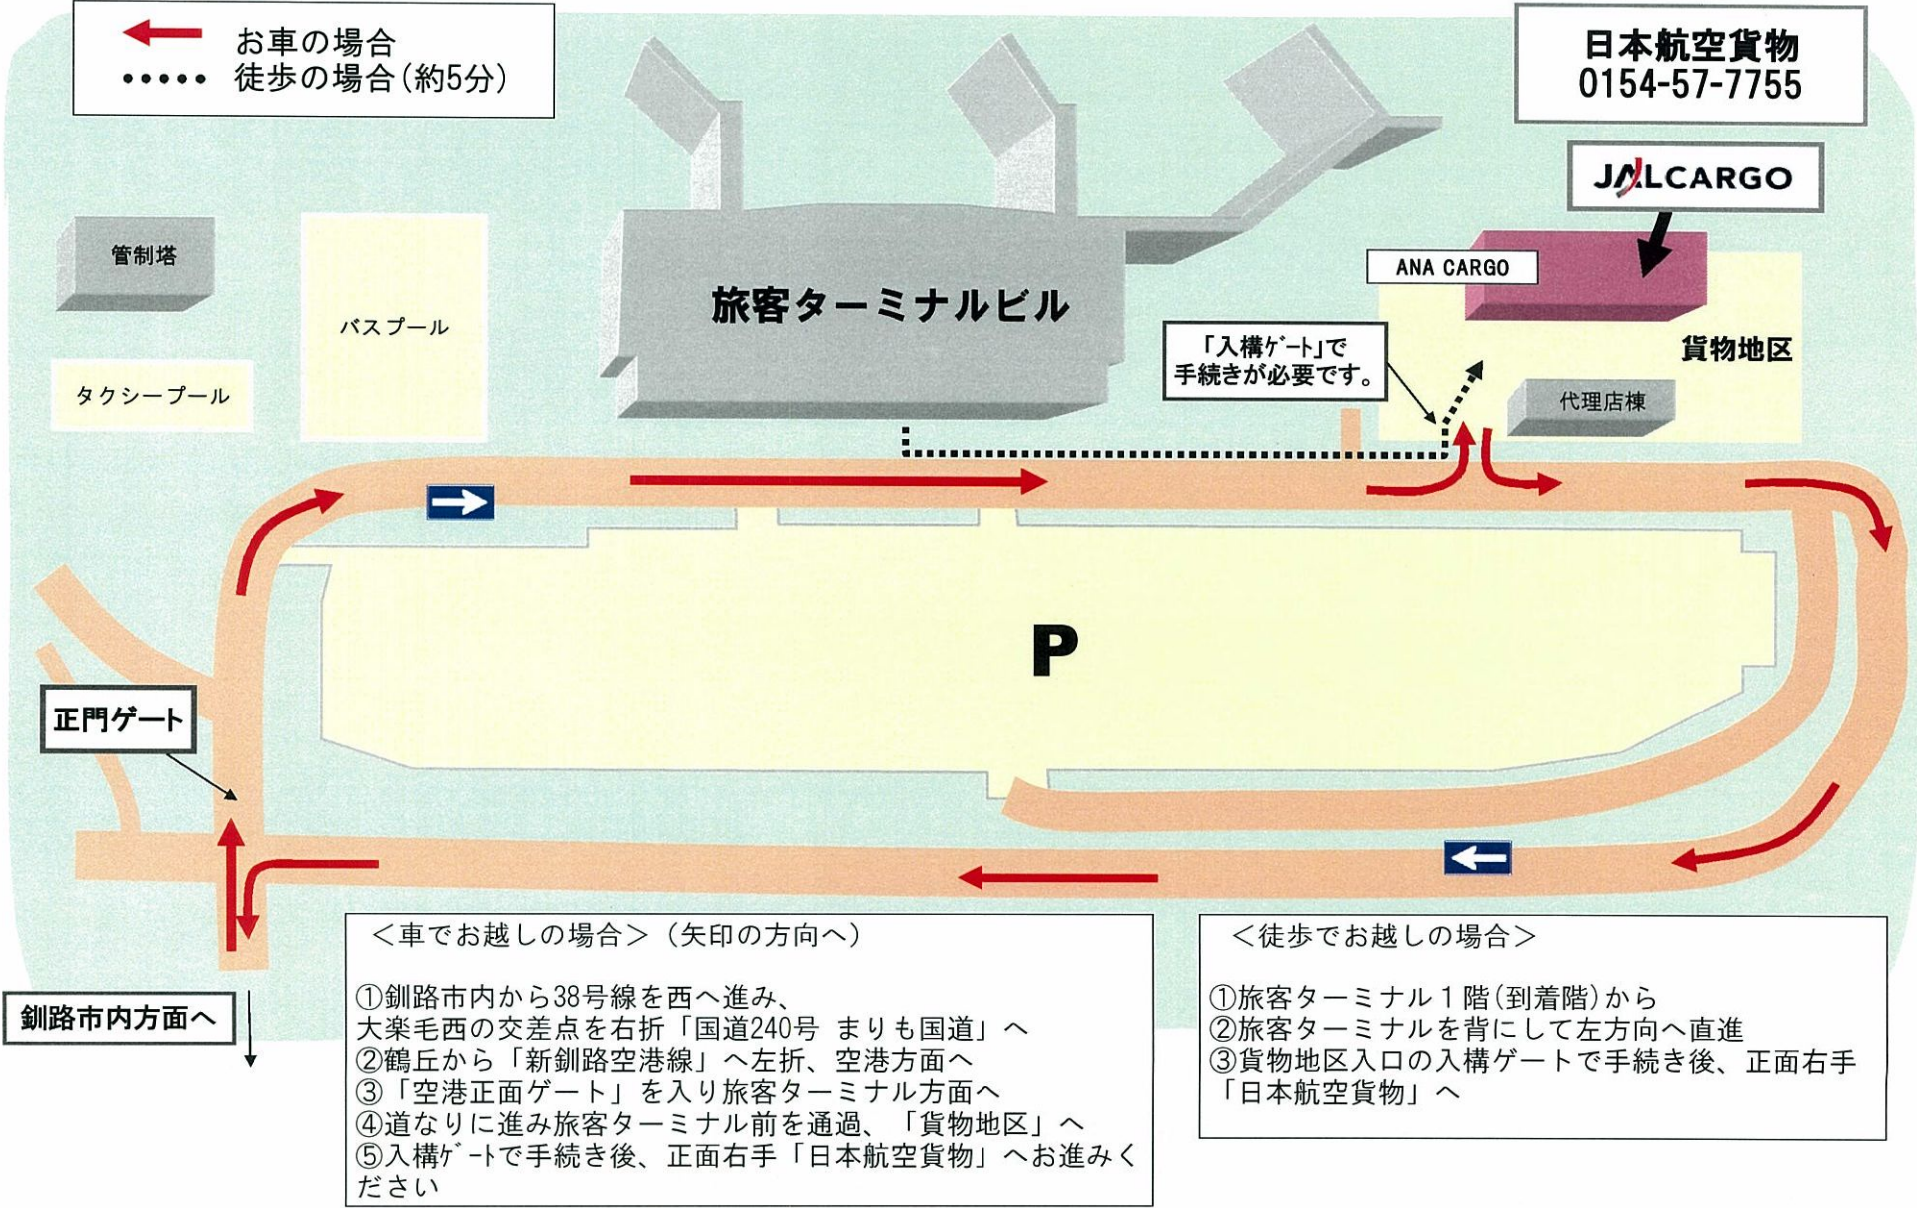 お車の場合
徒歩の場合(約5分)
日本航空貨物
0154-57-7755
JALCARGO
管制塔
バスプール
タクシープール
旅客ターミナルビル
ANA CARGO
「入構ｹﾞｰﾄ」で
手続きが必要です。
貨物地区
代理店棟
P
正門ゲート
釧路市内方面へ
＜車でお越しの場合＞（矢印の方向へ）
①釧路市内から38号線を西へ進み、
大楽毛西の交差点を右折「国道240号 まりも国道」へ
②鶴丘から「新釧路空港線」へ左折、空港方面へ
③「空港正面ゲート」を入り旅客ターミナル方面へ
④道なりに進み旅客ターミナル前を通過、「貨物地区」へ
⑤入構ｹﾞｰﾄで手続き後、正面右手「日本航空貨物」へお進みく
ださい
＜徒歩でお越しの場合＞
①旅客ターミナル１階(到着階)から
②旅客ターミナルを背にして左方向へ直進
③貨物地区入口の入構ゲートで手続き後、正面右手
「日本航空貨物」へ